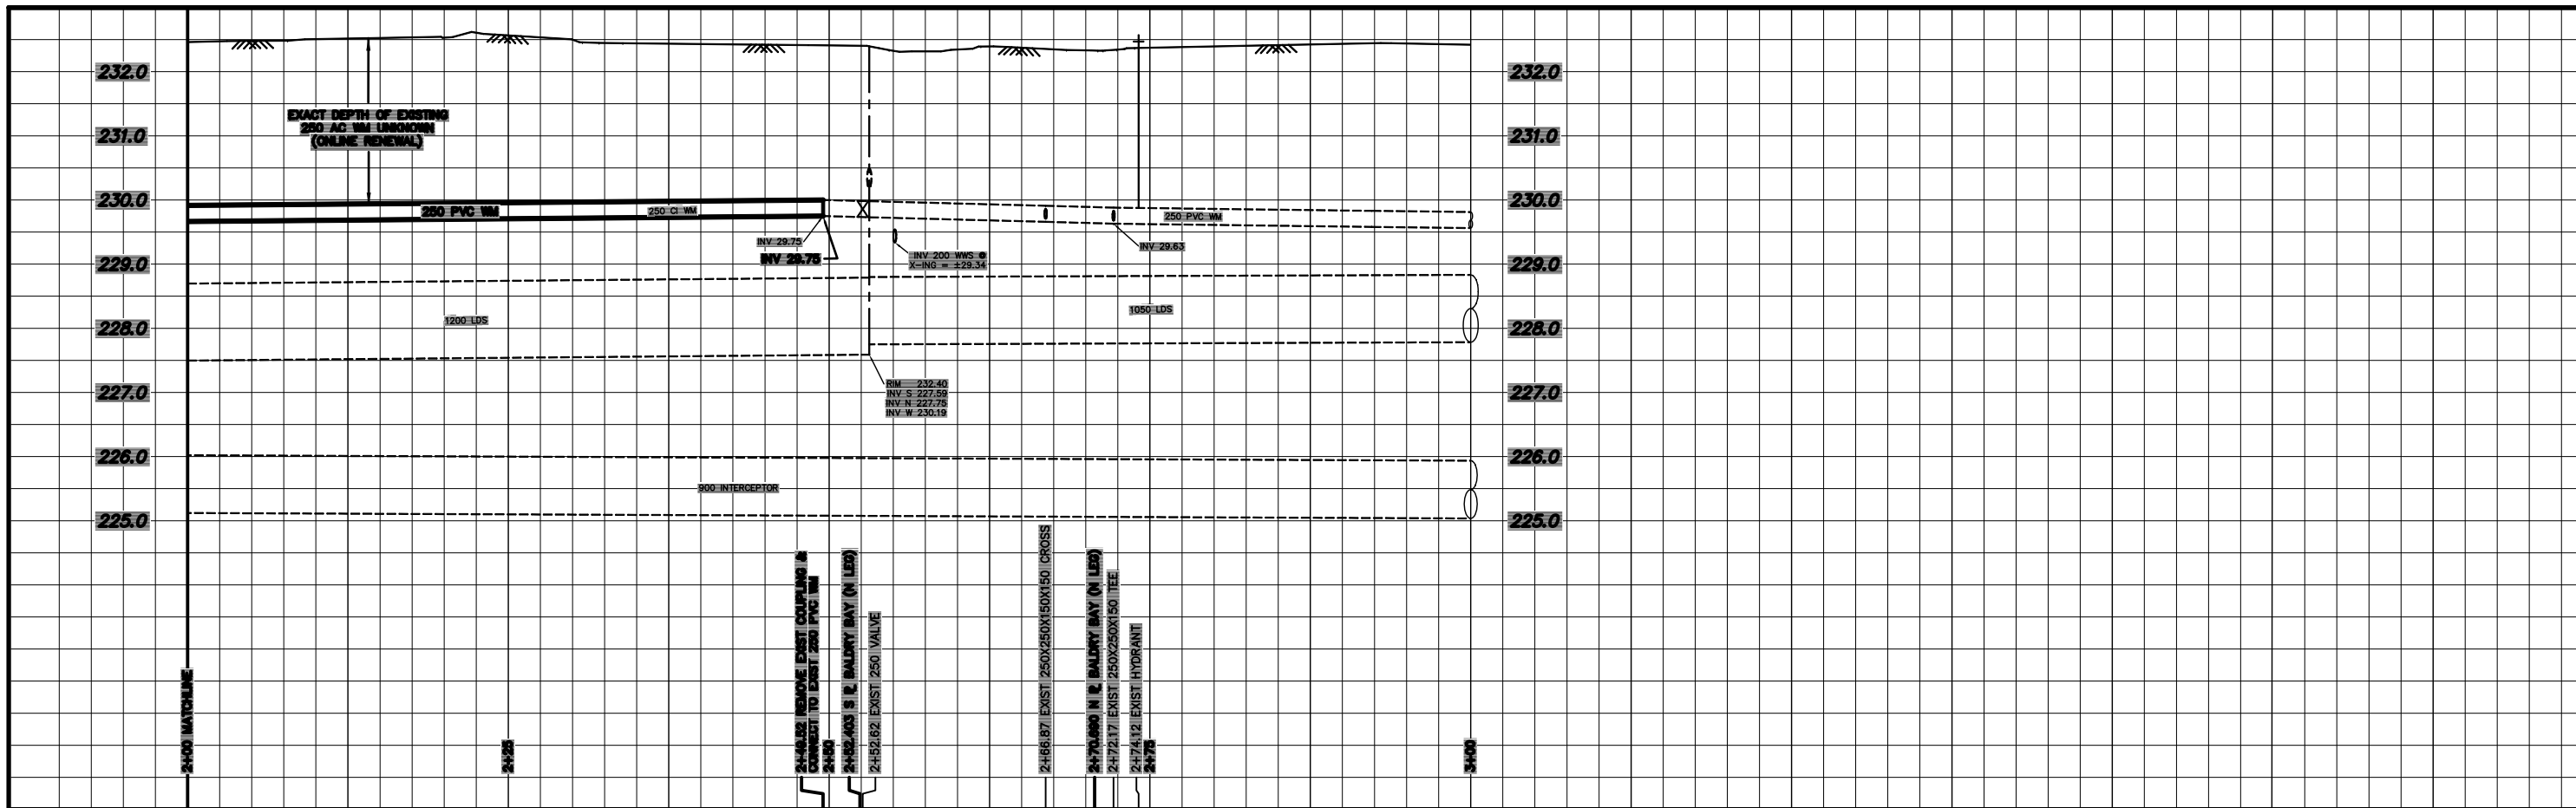 232.0
232.0
EXACT DEPTH OF EXISTING
250 AC WM UNKNOWN
(ONLINE RENEWAL)
231.0
231.0
230.0
230.0
250 PVC WM
250 CI WM
250 PVC WM
INV 29.75
INV 29.75
INV 200 WWS @
X-ING = ±29.34
INV 29.63
229.0
229.0
1200 LDS
1050 LDS
228.0
228.0
RIM 232.40
INV S 227.59
INV N 227.75
INV W 230.19
227.0
227.0
226.0
226.0
900 INTERCEPTOR
225.0
225.0
2+00 MATCHLINE
2+25
2+49.52 REMOVE EXIST COUPLING &
CONNECT TO EXIST 250 PVC WM
2+50
2+52.403 S PL BALDRY BAY (N LEG)
2+52.62 EXIST 250 VALVE
2+66.87 EXIST 250X250X150X150 CROSS
2+70.690 N PL BALDRY BAY (N LEG)
2+72.17 EXIST 250X250X150 TEE
2+74.12 EXIST HYDRANT
2+75
3+00